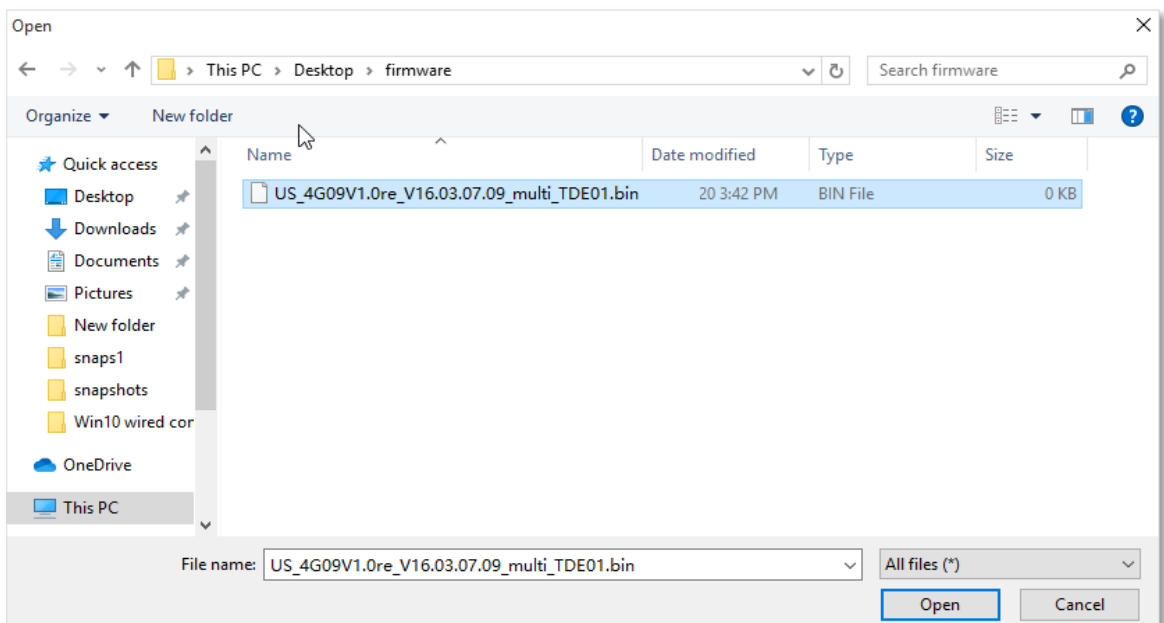 Open
This PC > Desktop > firmware
Search firmware
Organize
New folder
Name
Date modified
Type
Size
US_4G09V1.0re_V16.03.07.09_multi_TDE01.bin
20 3:42 PM
BIN File
0 KB
Quick access
Desktop
Downloads
Documents
Pictures
New folder
snaps1
snapshots
Win10 wired cor
OneDrive
This PC
File name:
US_4G09V1.0re_V16.03.07.09_multi_TDE01.bin
All files (*)
Open
Cancel